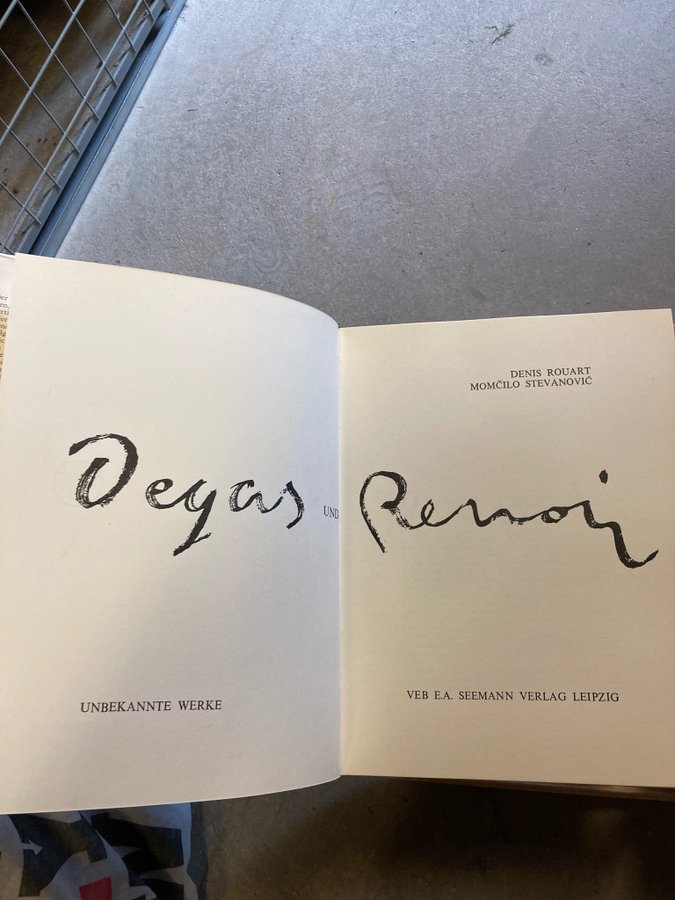 Degas
UND
Renoir
DENIS ROUART
MOMČILO STEVANOVIĆ
UNBEKANNTE WERKE
VEB E.A. SEEMANN VERLAG LEIPZIG